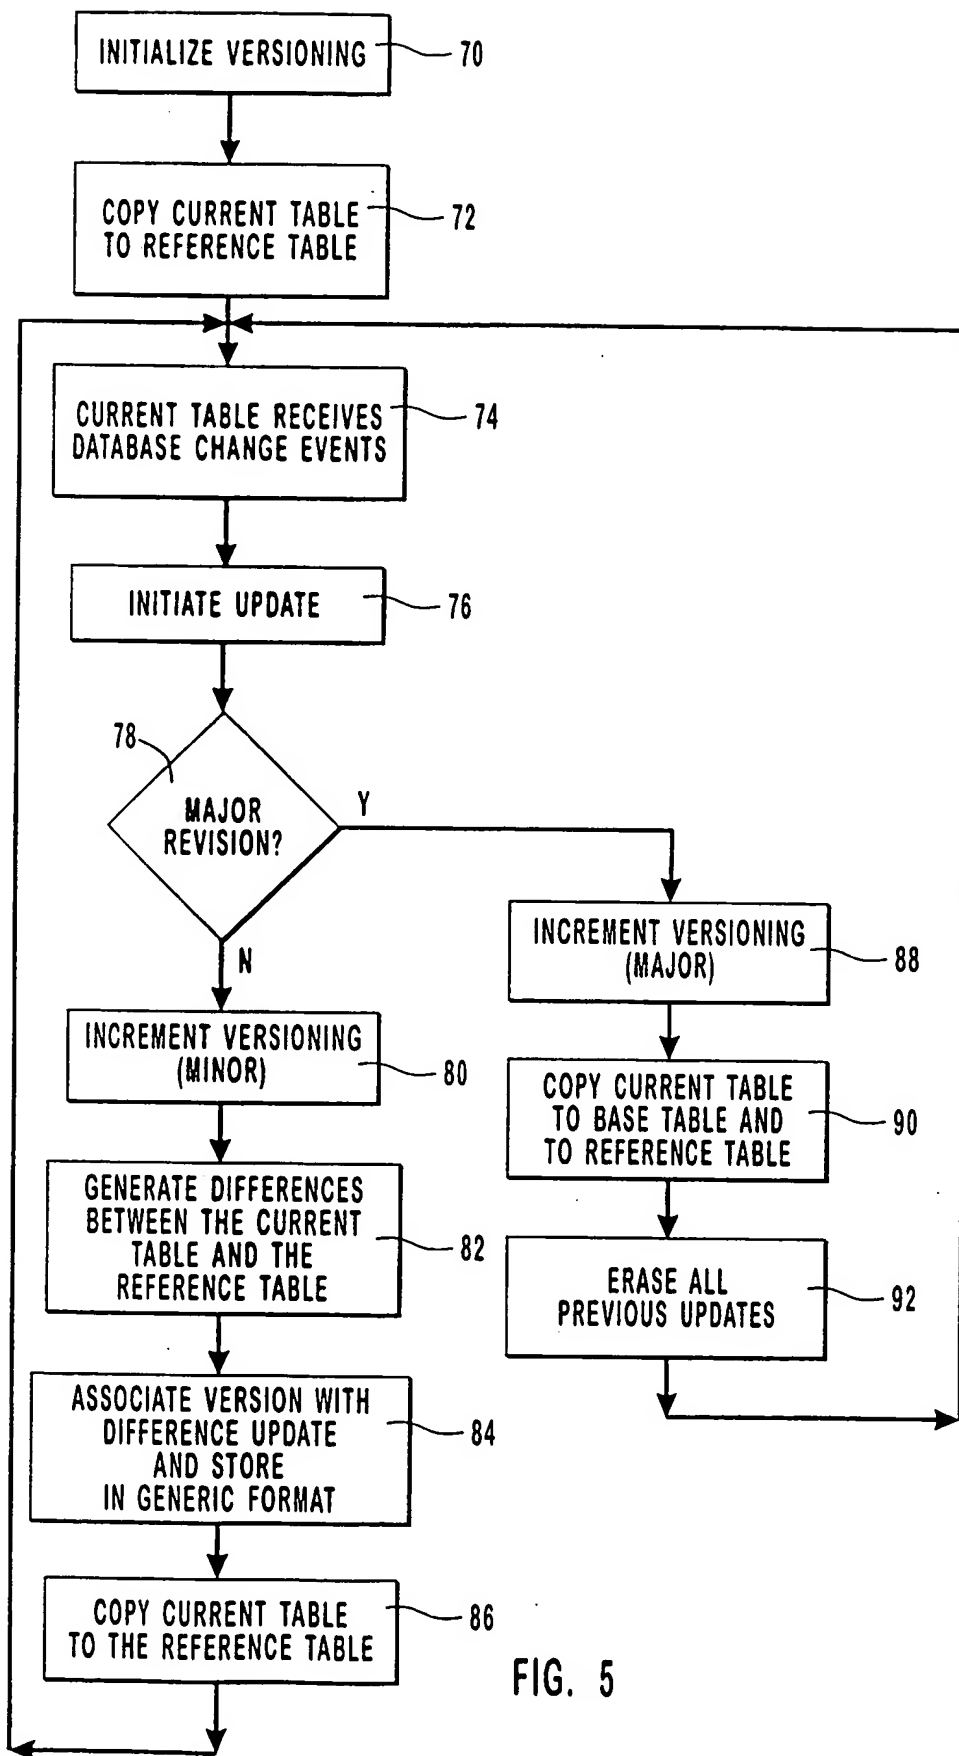 INITIALIZE VERSIONING
70
COPY CURRENT TABLE
TO REFERENCE TABLE
72
CURRENT TABLE RECEIVES
DATABASE CHANGE EVENTS
74
INITIATE UPDATE
76
78
MAJOR
REVISION?
Y
N
INCREMENT VERSIONING
(MINOR)
80
GENERATE DIFFERENCES
BETWEEN THE CURRENT
TABLE AND THE
REFERENCE TABLE
82
ASSOCIATE VERSION WITH
DIFFERENCE UPDATE
AND STORE
IN GENERIC FORMAT
84
COPY CURRENT TABLE
TO THE REFERENCE TABLE
86
INCREMENT VERSIONING
(MAJOR)
88
COPY CURRENT TABLE
TO BASE TABLE AND
TO REFERENCE TABLE
90
ERASE ALL
PREVIOUS UPDATES
92
FIG. 5